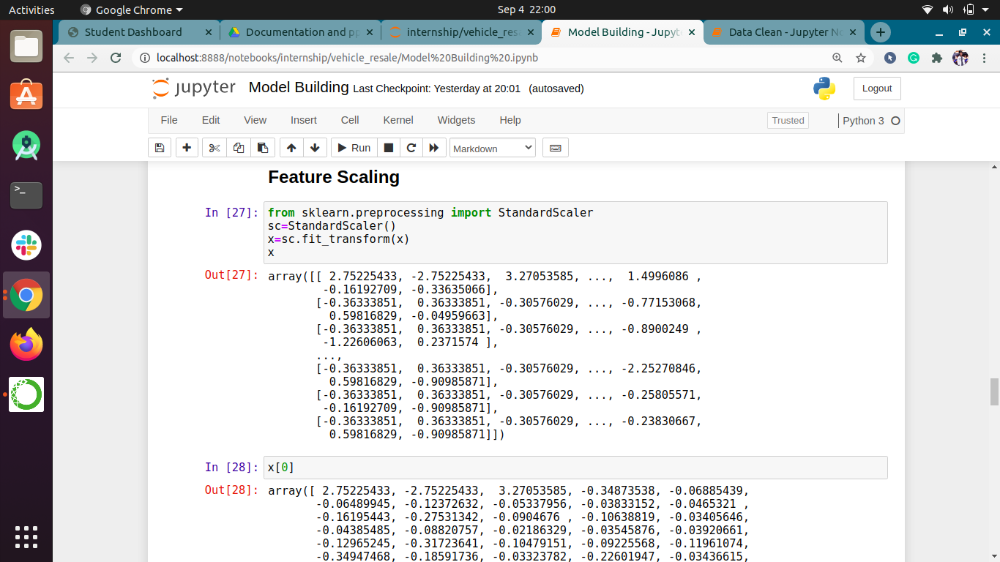 Activities Google Chrome Sep 4 22:00
Student Dashboard Documentation and pp internship/vehicle_res Model Building - Jupyt Data Clean - Jupyter No
localhost:8888/notebooks/internship/vehicle_resale/Model%20Building%20.ipynb
jupyter Model Building Last Checkpoint: Yesterday at 20:01 (autosaved) Logout
File Edit View Insert Cell Kernel Widgets Help Trusted Python 3
Run Markdown
Feature Scaling
In [27]: from sklearn.preprocessing import StandardScaler
sc=StandardScaler()
x=sc.fit_transform(x)
x
Out[27]: array([[ 2.75225433, -2.75225433,  3.27053585, ...,  1.4996086 ,
-0.16192709, -0.33635066],
[-0.36333851,  0.36333851, -0.30576029, ..., -0.77153068,
0.59816829, -0.04959663],
[-0.36333851,  0.36333851, -0.30576029, ..., -0.8900249 ,
-1.22606063,  0.2371574 ],
...,
[-0.36333851,  0.36333851, -0.30576029, ..., -2.25270846,
0.59816829, -0.90985871],
[-0.36333851,  0.36333851, -0.30576029, ..., -0.25805571,
-0.16192709, -0.90985871],
[-0.36333851,  0.36333851, -0.30576029, ..., -0.23830667,
0.59816829, -0.90985871]])
In [28]: x[0]
Out[28]: array([ 2.75225433, -2.75225433,  3.27053585, -0.34873538, -0.06885439,
-0.06489945, -0.12372632, -0.05337956, -0.03833152, -0.0465321 ,
-0.16195443, -0.27531342, -0.0904676 , -0.10638819, -0.03405646,
-0.04385485, -0.08820757, -0.02186329, -0.03545876, -0.03920661,
-0.12965245, -0.31723641, -0.10479151, -0.09225568, -0.11961074,
-0.34947468, -0.18591736, -0.03323782, -0.22601947, -0.03436615,